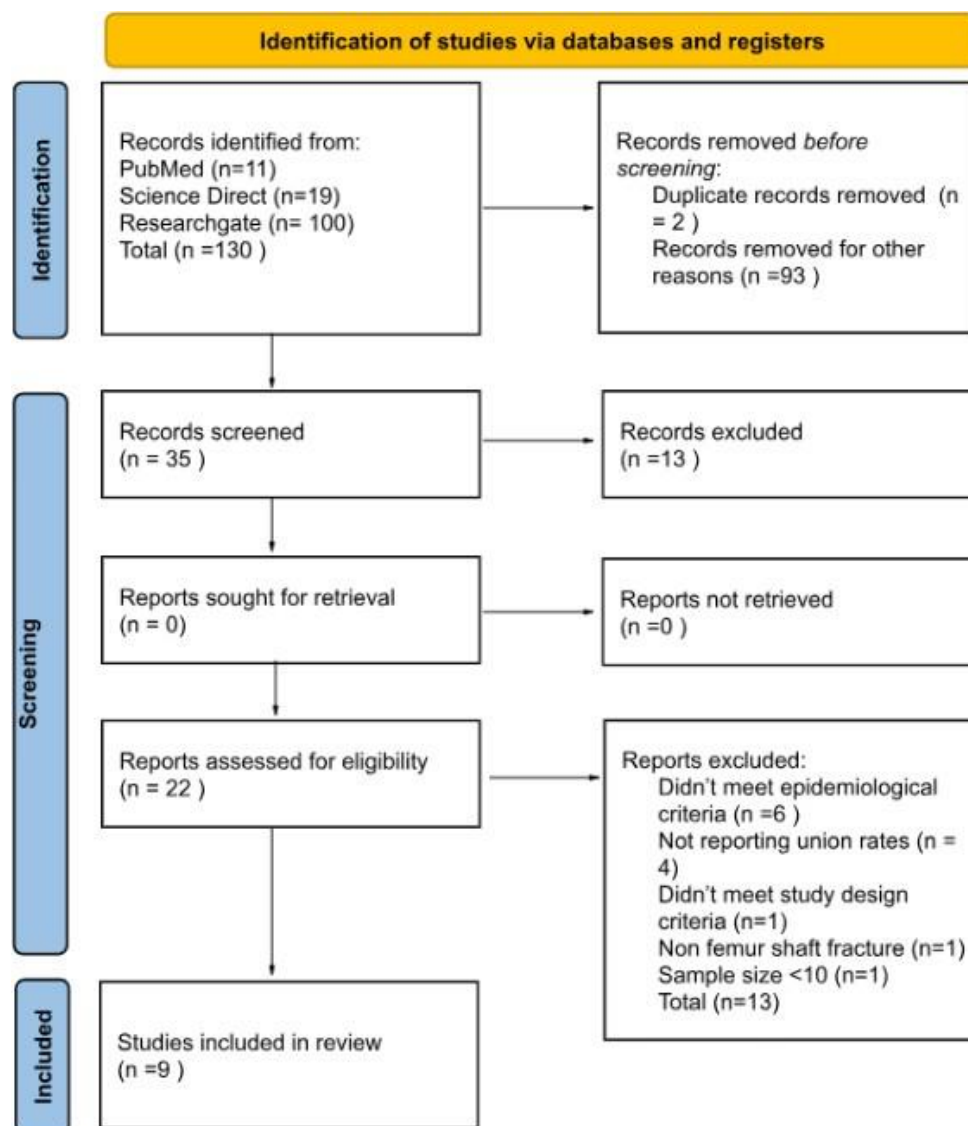 Identification of studies via databases and registers
Identification
Records identified from:
PubMed (n=11)
Science Direct (n=19)
Researchgate (n= 100)
Total (n =130 )
Records removed before
screening:
Duplicate records removed (n
= 2 )
Records removed for other
reasons (n =93 )
Screening
Records screened
(n = 35 )
Records excluded
(n =13 )
Reports sought for retrieval
(n = 0)
Reports not retrieved
(n =0 )
Reports assessed for eligibility
(n = 22 )
Reports excluded:
Didn't meet epidemiological
criteria (n =6 )
Not reporting union rates (n =
4)
Didn't meet study design
criteria (n=1)
Non femur shaft fracture (n=1)
Sample size <10 (n=1)
Total (n=13)
Included
Studies included in review
(n =9 )